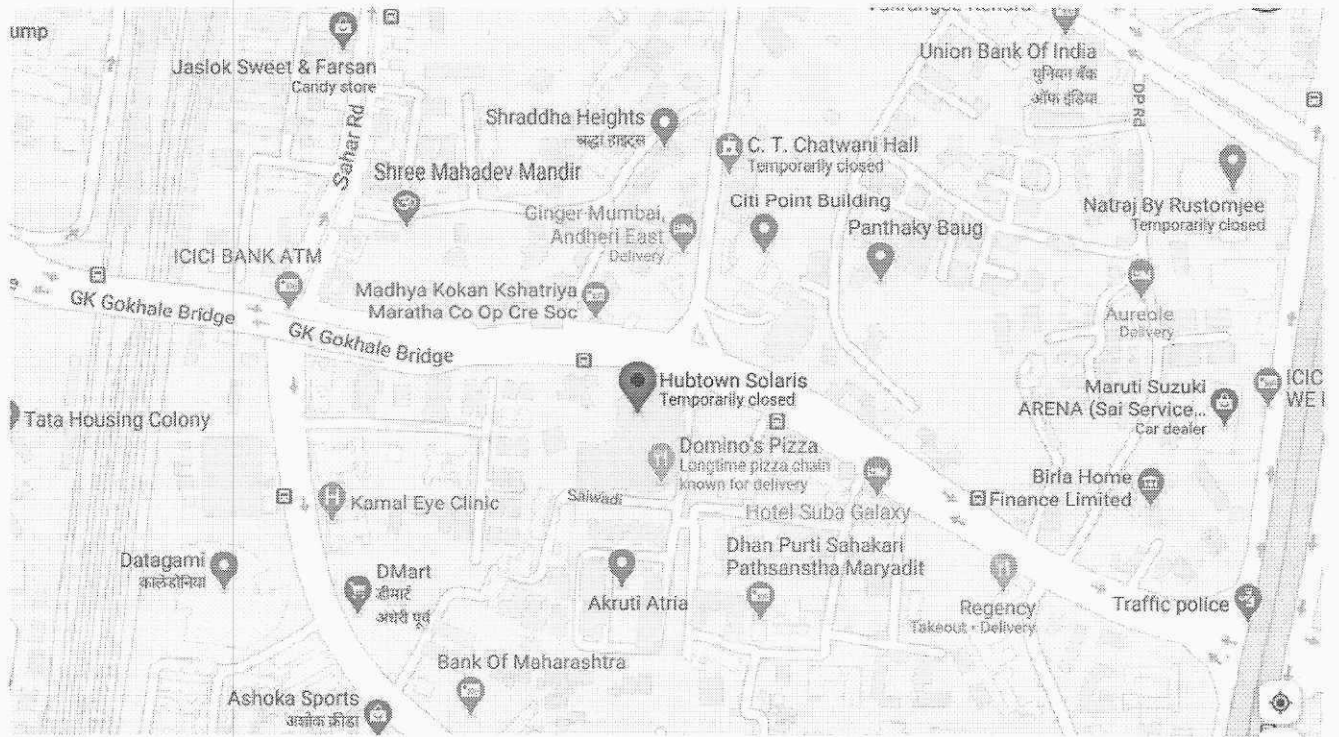 ump
Jaslok Sweet & Farsan
Candy store
Sahar Rd
Union Bank Of India
युनियन बँक
ऑफ इंडिया
DP Rd
Shraddha Heights
श्रद्धा हाइट्स
C. T. Chatwani Hall
Temporarily closed
Shree Mahadev Mandir
Citi Point Building
Natraj By Rustomjee
Temporarily closed
Ginger Mumbai,
Andheri East
Delivery
Panthaky Baug
ICICI BANK ATM
Madhya Kokan Kshatriya
Maratha Co Op Cre Soc
GK Gokhale Bridge
GK Gokhale Bridge
Aureole
Delivery
Hubtown Solaris
Temporarily closed
ICIC
WE
Maruti Suzuki
ARENA (Sai Service...
Car dealer
Tata Housing Colony
Domino's Pizza
Longtime pizza chain
known for delivery
Birla Home
Finance Limited
Kamal Eye Clinic
Saiwadi
Hotel Suba Galaxy
Datagami
कालेडोनिया
DMart
डीमार्ट
अंधेरी पूर्व
Akruti Atria
Dhan Purti Sahakari
Pathsanstha Maryadit
Regency
Takeout • Delivery
Traffic police
Bank Of Maharashtra
Ashoka Sports
अशोक क्रीडा